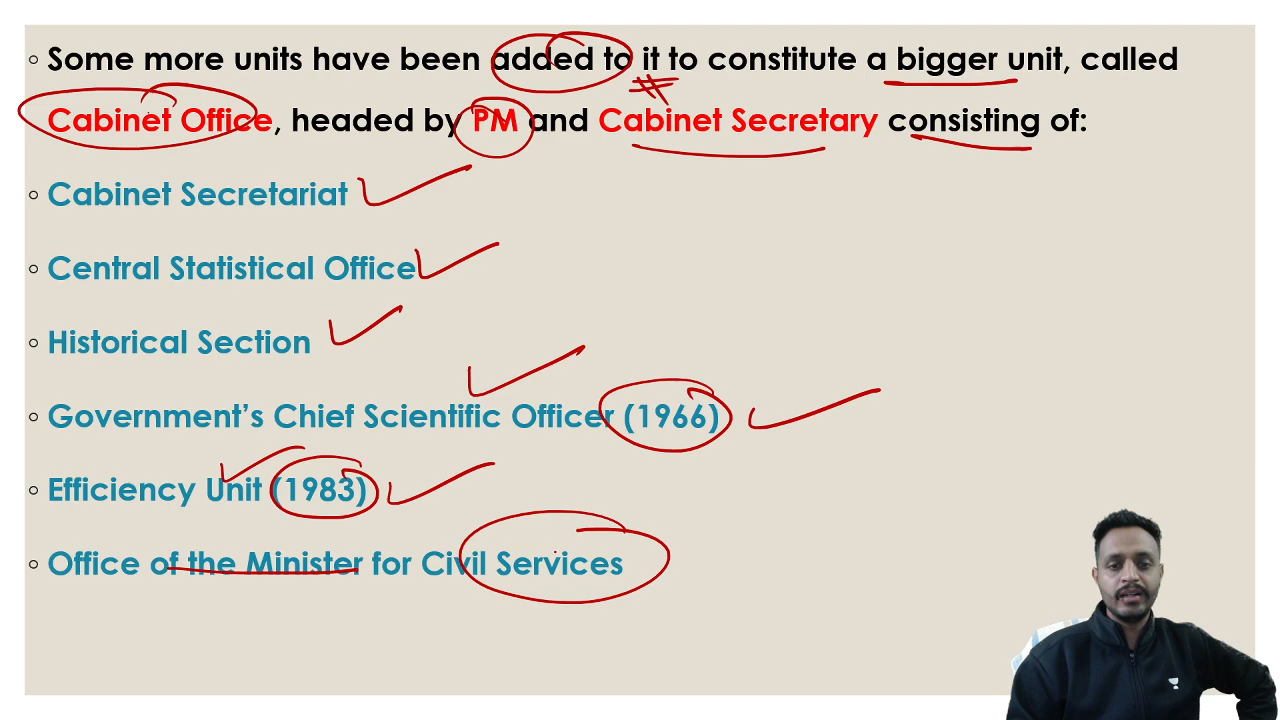 ◦ Some more units have been added to it to constitute a bigger unit, called
Cabinet Office, headed by PM and Cabinet Secretary consisting of:
◦ Cabinet Secretariat
◦ Central Statistical Office
◦ Historical Section
◦ Government’s Chief Scientific Officer (1966)
◦ Efficiency Unit (1983)
◦ Office of the Minister for Civil Services